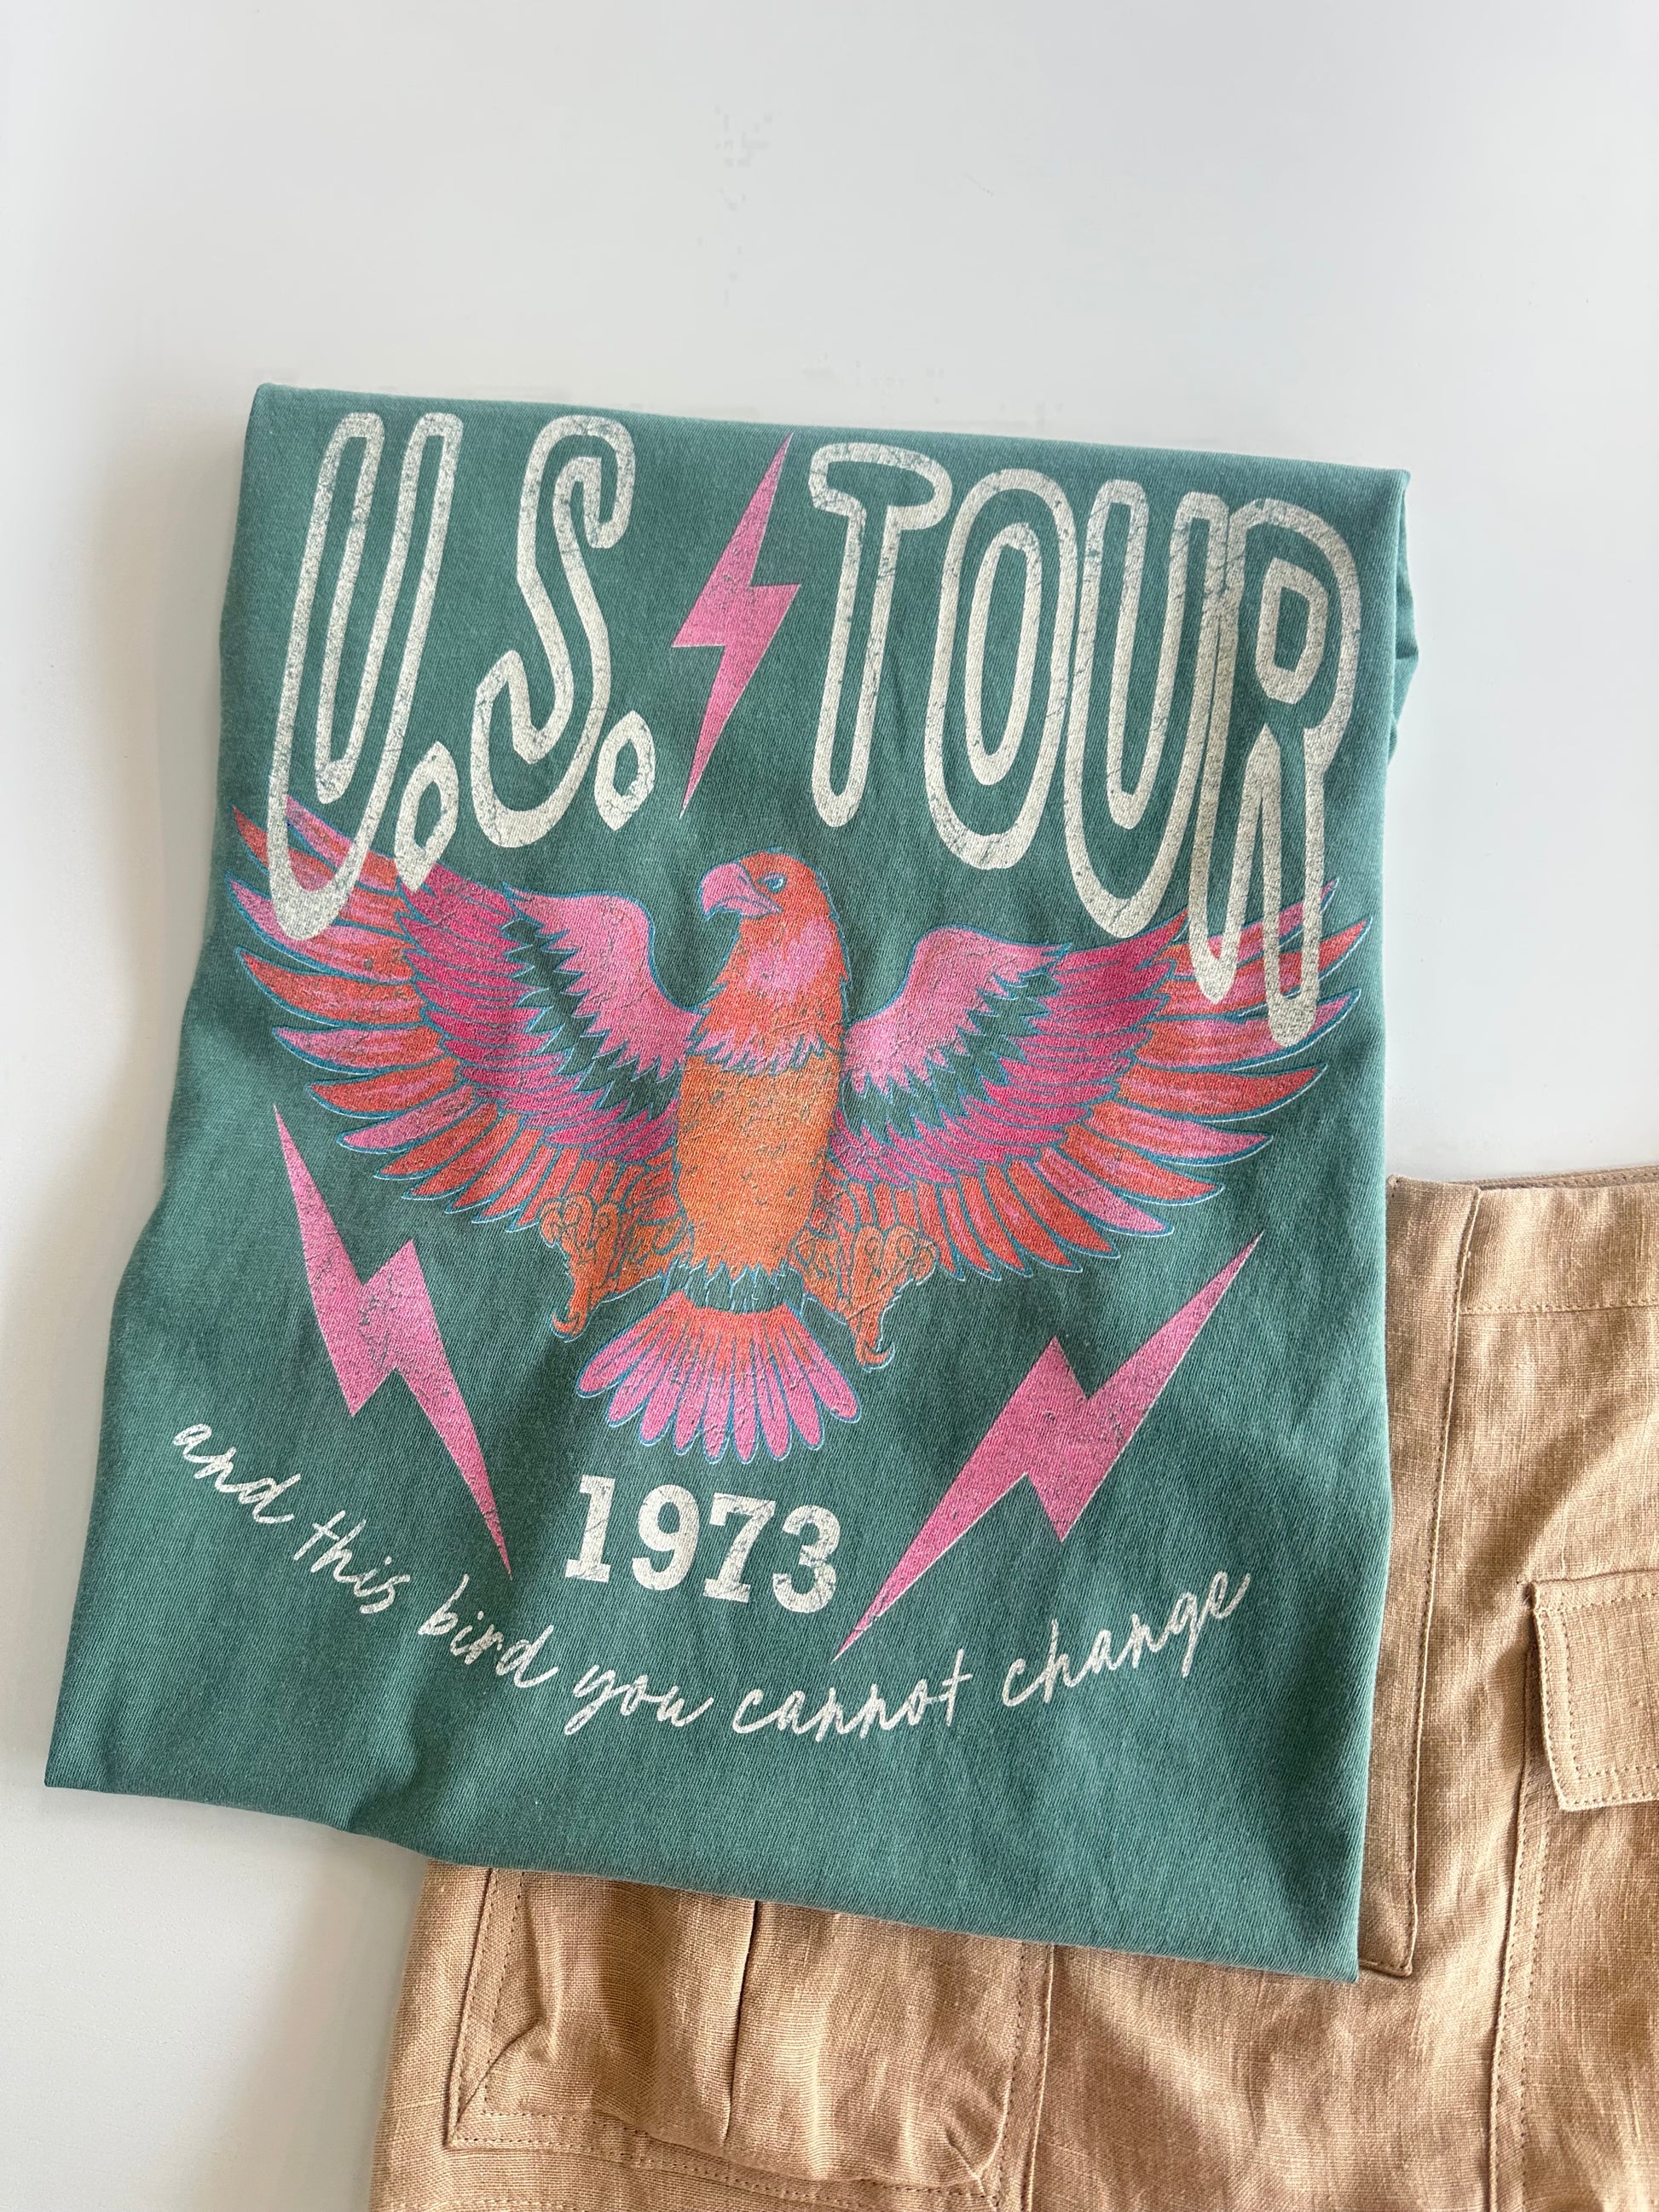 U.S. TOUR
1973
and this bird you cannot change